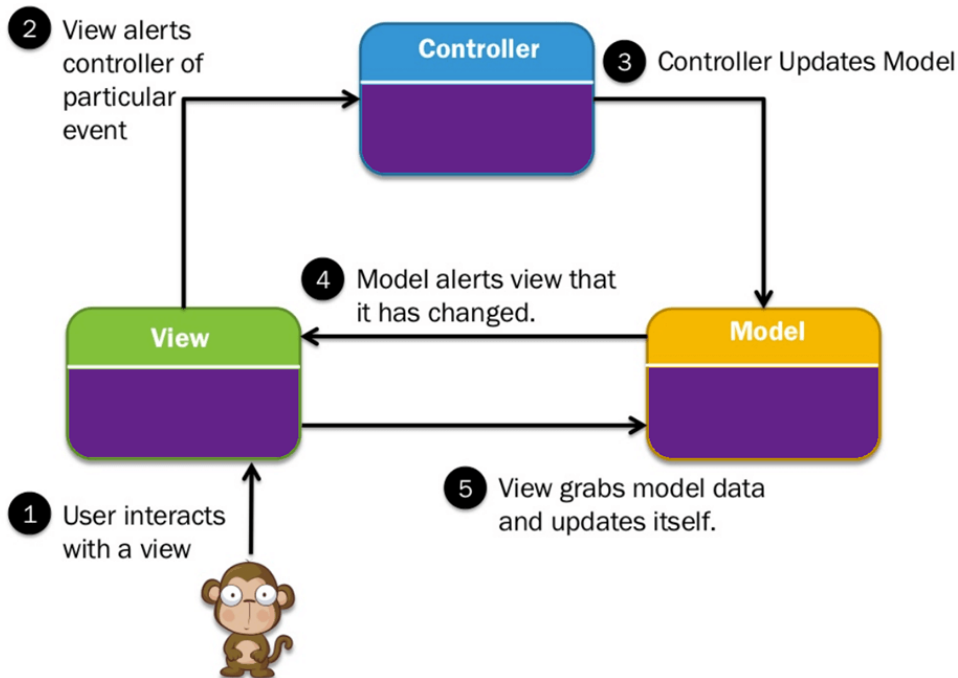 2 View alerts
controller of
particular
event
Controller
3 Controller Updates Model
4 Model alerts view that
it has changed.
View
Model
5 View grabs model data
and updates itself.
1 User interacts
with a view